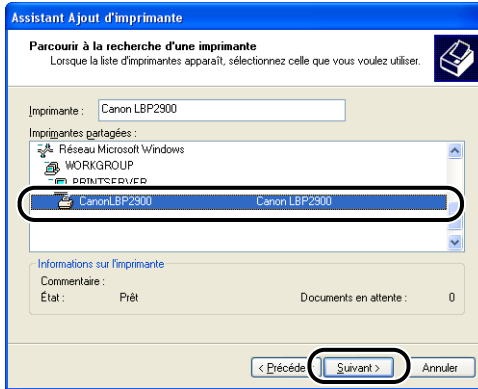 Assistant Ajout d'imprimante
Parcourir à la recherche d'une imprimante
Lorsque la liste d'imprimantes apparaît, sélectionnez celle que vous voulez utiliser.
Imprimante : Canon LBP2900
Imprimantes partagées :
Réseau Microsoft Windows
WORKGROUP
PRINTSERVER
CanonLBP2900 Canon LBP2900
Informations sur l'imprimante
Commentaire :
État : Prêt Documents en attente : 0
< Précéde Suivant > Annuler